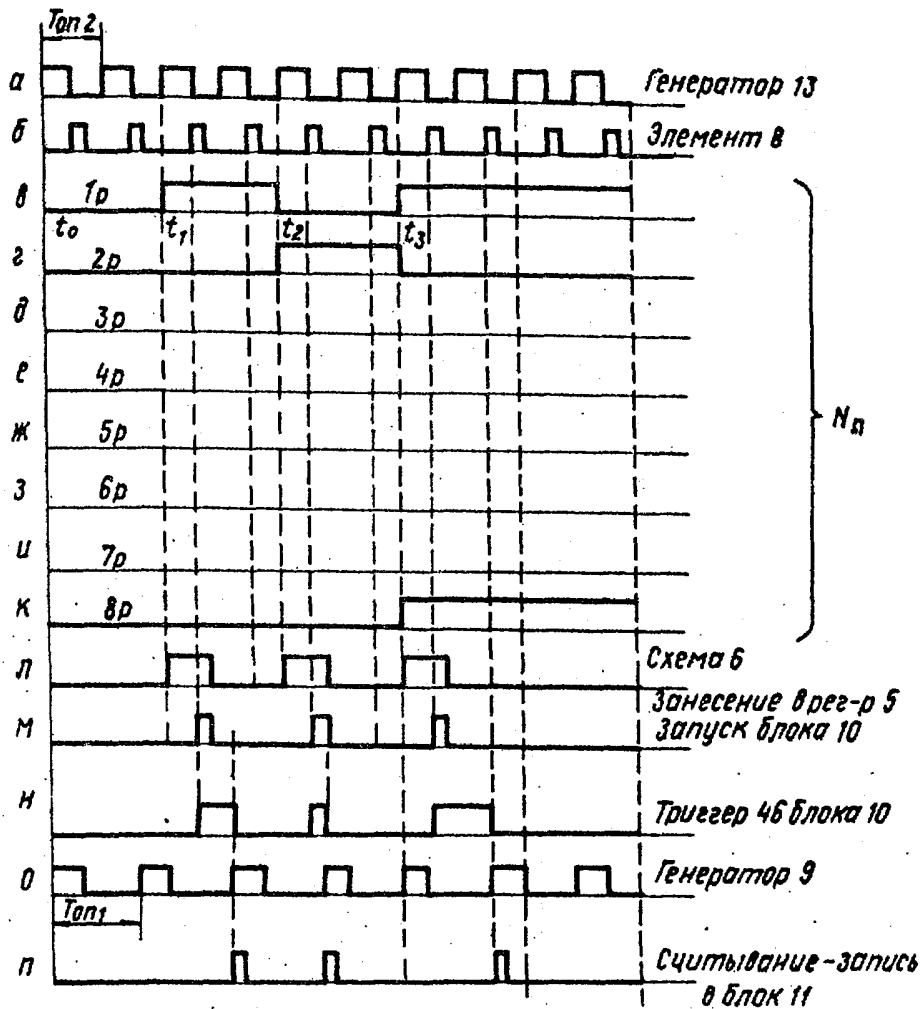 Tоп 2
а Генератор 13
б Элемент 8
в 1р
t₀ t₁ t₂ t₃
г 2р
д 3р
е 4р
ж 5р
Nп
з 6р
и 7р
к 8р
л Схема 6
Занесение в рег-р 5
м Запуск блока 10
н Триггер 46 блока 10
о Генератор 9
Tоп1
п Считывание-запись
в блок 11